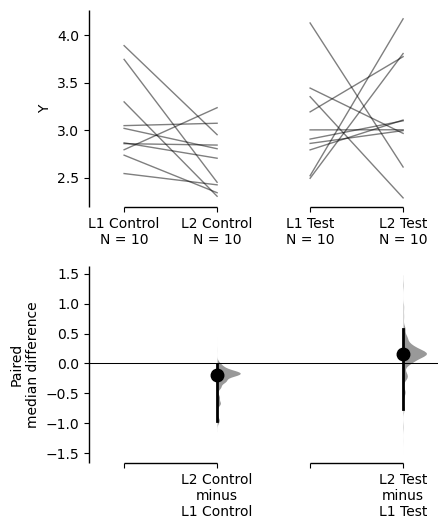 4.0
3.5
3.0
2.5
Y
L1 Control
N = 10
L2 Control
N = 10
L1 Test
N = 10
L2 Test
N = 10
1.5
1.0
0.5
0.0
−0.5
−1.0
−1.5
Paired
median difference
L2 Control
minus
L1 Control
L2 Test
minus
L1 Test